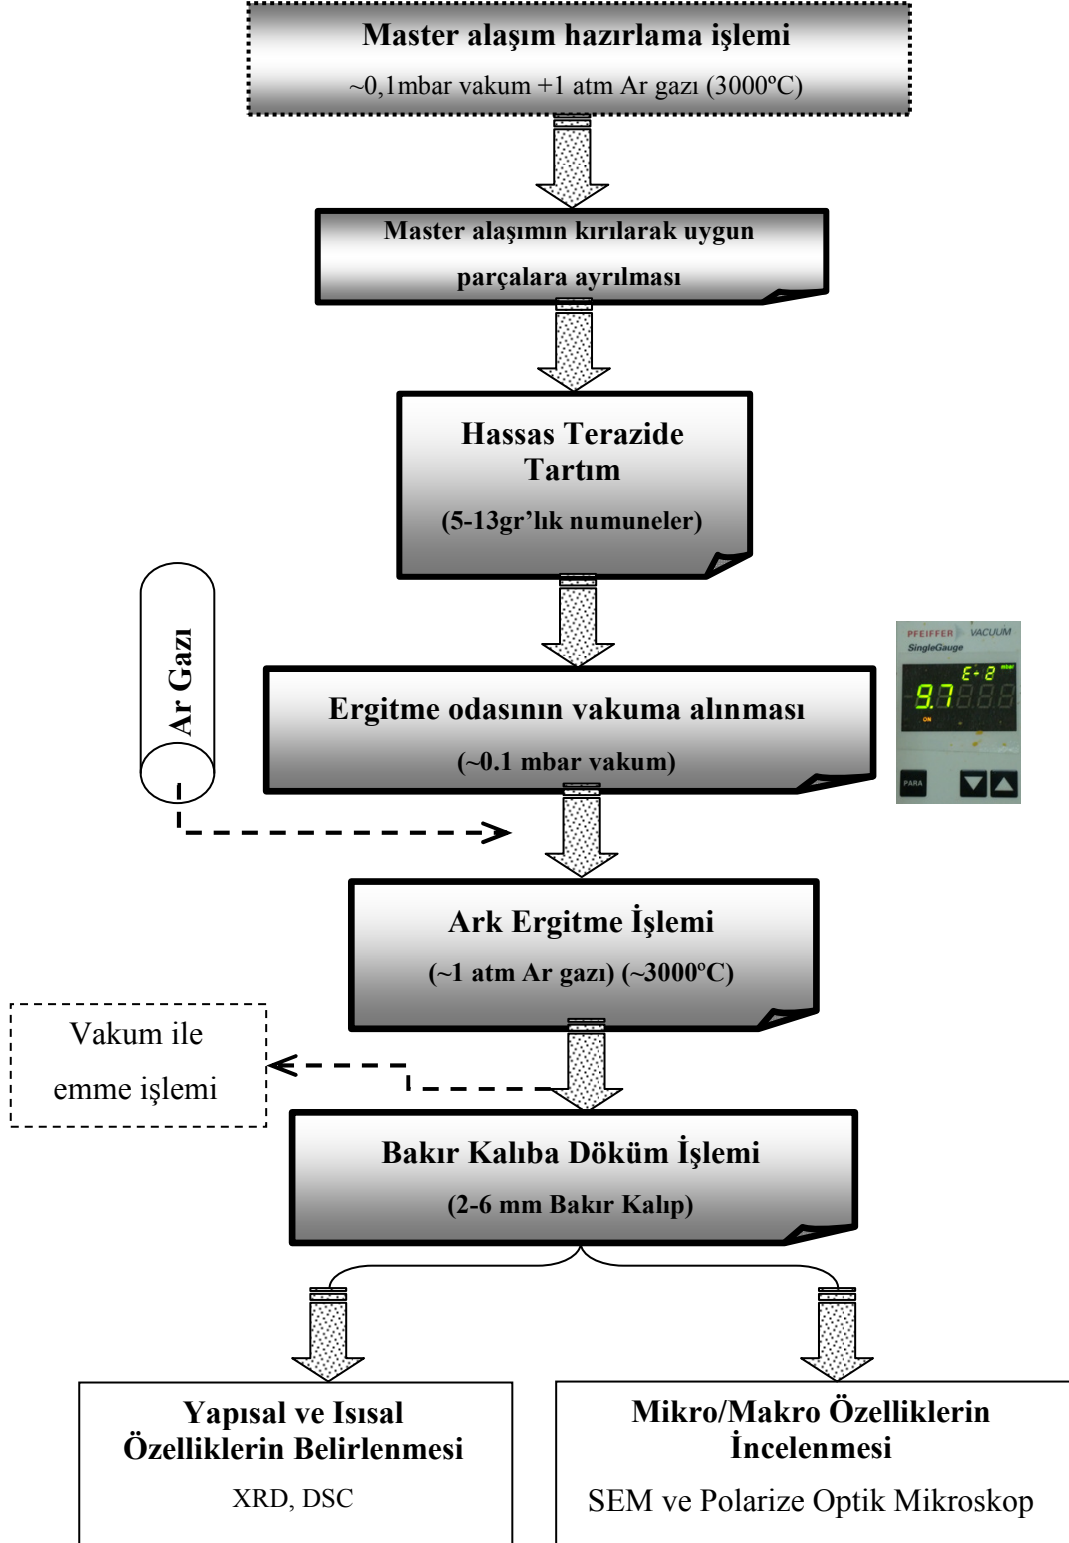 Master alaşım hazırlama işlemi
~0,1mbar vakum +1 atm Ar gazı (3000ºC)
Master alaşımın kırılarak uygun
parçalara ayrılması
Hassas Terazide
Tartım
(5-13gr’lık numuneler)
Ar Gazı
Ergitme odasının vakuma alınması
(~0.1 mbar vakum)
PFEIFFER VACUUM
SingleGauge
E-2 mbar
9.7
ON
PARA
Ark Ergitme İşlemi
(~1 atm Ar gazı) (~3000ºC)
Vakum ile
emme işlemi
Bakır Kalıba Döküm İşlemi
(2-6 mm Bakır Kalıp)
Yapısal ve Isısal
Özelliklerin Belirlenmesi
XRD, DSC
Mikro/Makro Özelliklerin
İncelenmesi
SEM ve Polarize Optik Mikroskop